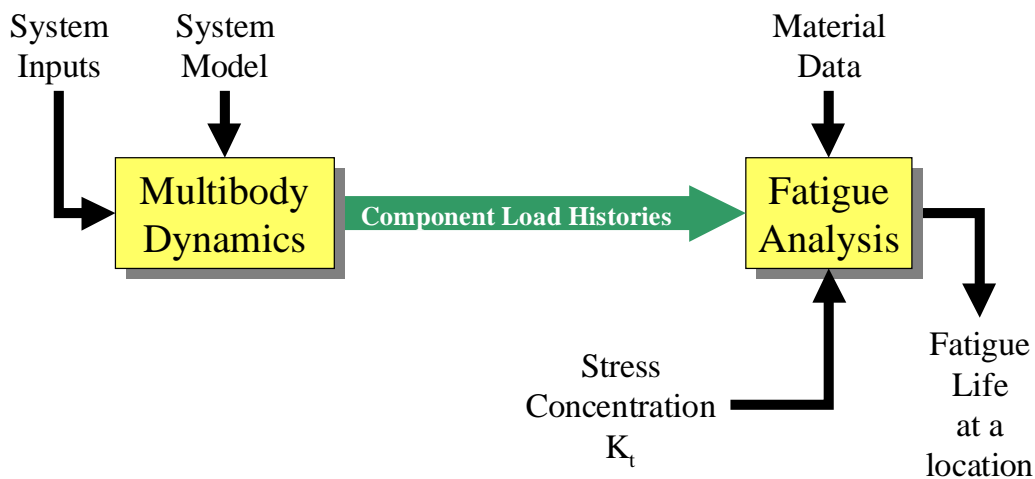 System
Inputs
System
Model
Material
Data
Multibody
Dynamics
Component Load Histories
Fatigue
Analysis
Stress
Concentration
Kt
Fatigue
Life
at a
location